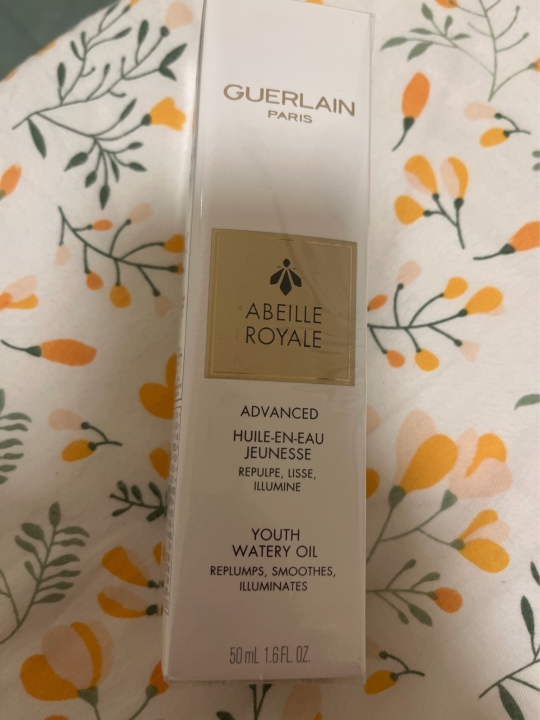 GUERLAIN
PARIS
ABEILLE
ROYALE
ADVANCED
HUILE-EN-EAU
JEUNESSE
REPULPE, LISSE,
ILLUMINE
YOUTH
WATERY OIL
REPLUMPS, SMOOTHES,
ILLUMINATES
50 mL 1.6 FL. OZ.